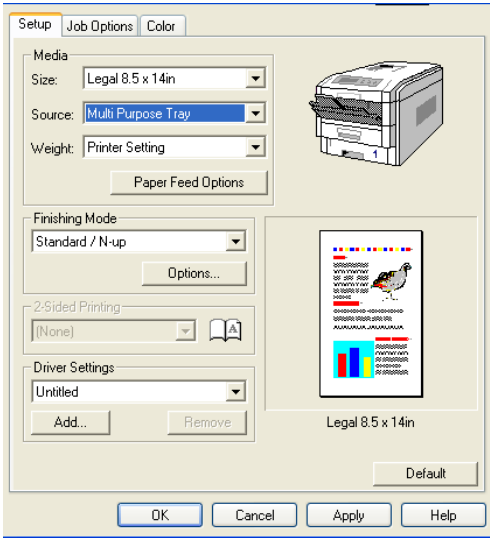 Setup Job Options Color
Media
Size: Legal 8.5 x 14in
Source: Multi Purpose Tray
Weight: Printer Setting
Paper Feed Options
Finishing Mode
Standard / N-up
Options...
2-Sided Printing
(None)
A
Driver Settings
Untitled
Add... Remove
1
Legal 8.5 x 14in
Default
OK Cancel Apply Help